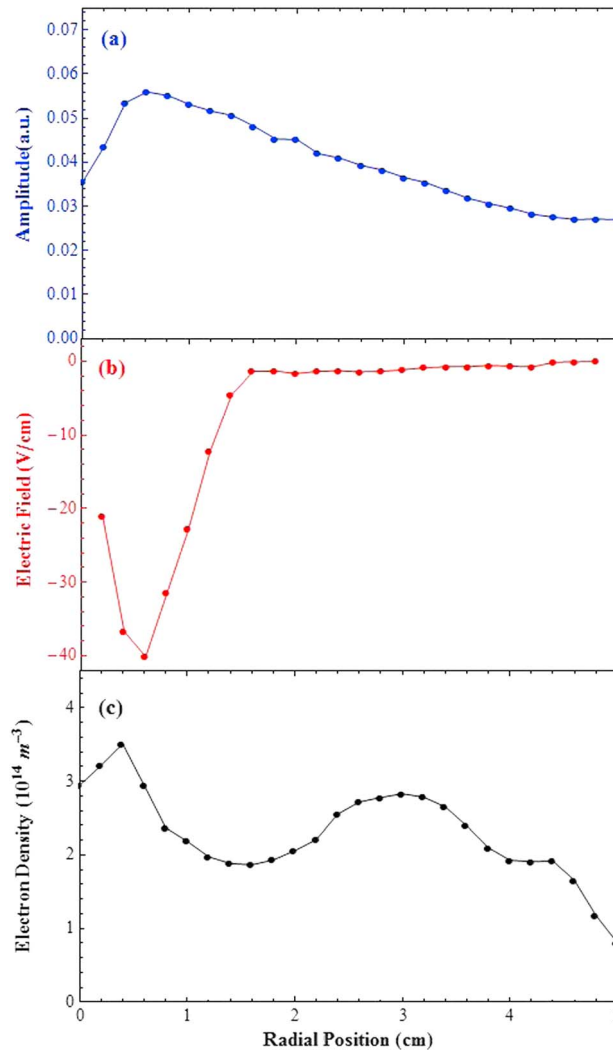 0.07
(a)
0.06
0.05
0.04
0.03
0.02
0.01
0.00
Amplitude(a.u.)
0
(b)
−10
−20
−30
−40
Electric Field (V/cm)
4
(c)
3
2
1
0
Electron Density (10¹⁴ m⁻³)
0 1 2 3 4
Radial Position (cm)